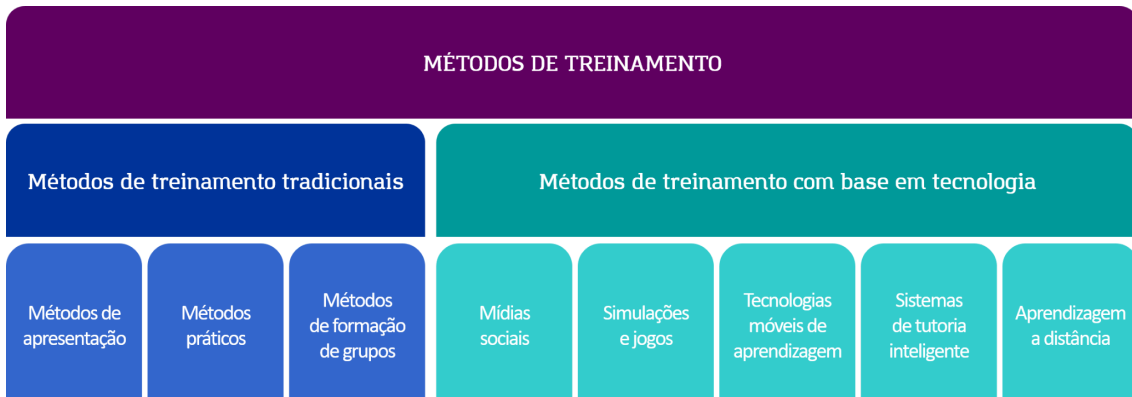 MÉTODOS DE TREINAMENTO
Métodos de treinamento tradicionais
Métodos de treinamento com base em tecnologia
Métodos de
apresentação
Métodos
práticos
Métodos
de formação
de grupos
Mídias
sociais
Simulações
e jogos
Tecnologias
móveis de
aprendizagem
Sistemas
de tutoria
inteligente
Aprendizagem
a distância